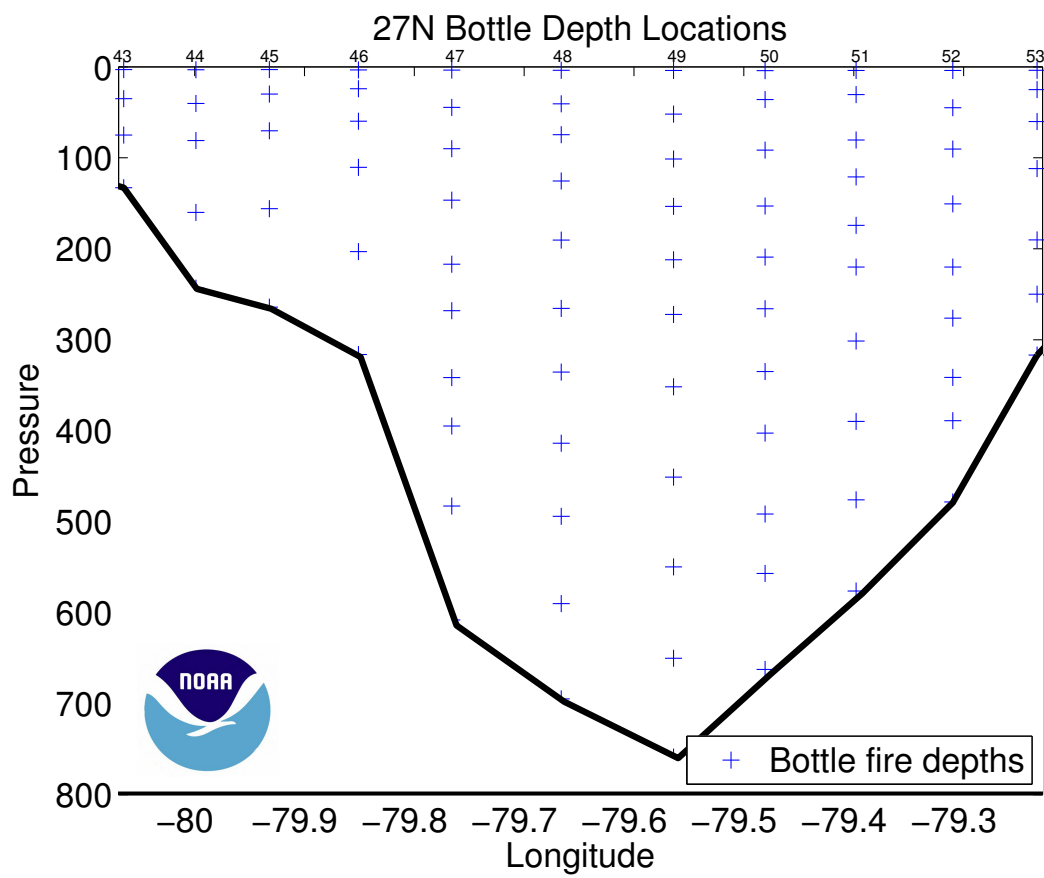 27N Bottle Depth Locations
43 44 45 46 47 48 49 50 51 52 53
0
100
200
300
400
500
600
700
800
Pressure
NOAA
Bottle fire depths
−80 −79.9 −79.8 −79.7 −79.6 −79.5 −79.4 −79.3
Longitude